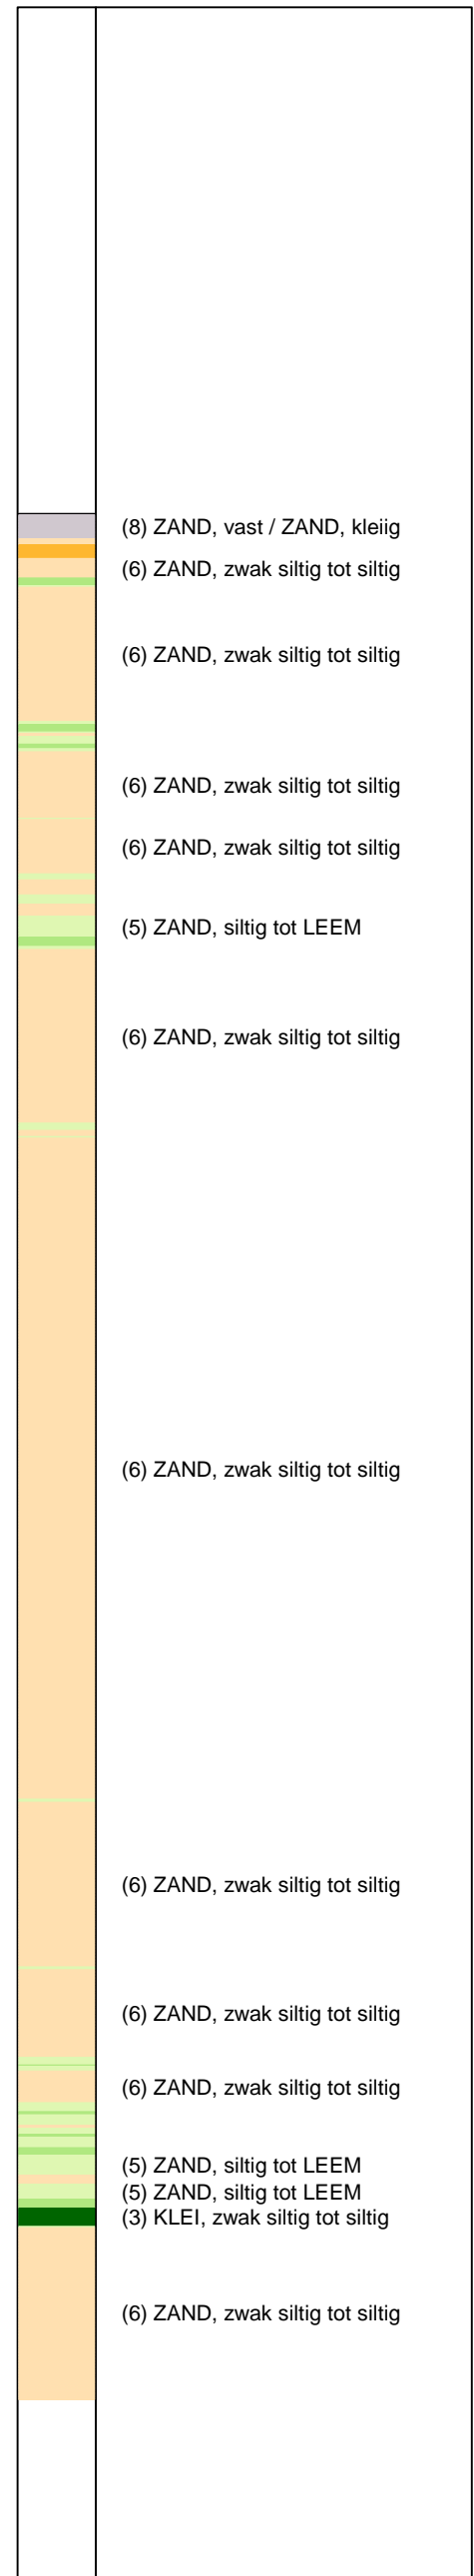 (8) ZAND, vast / ZAND, kleiig
(6) ZAND, zwak siltig tot siltig
(6) ZAND, zwak siltig tot siltig
(6) ZAND, zwak siltig tot siltig
(6) ZAND, zwak siltig tot siltig
(5) ZAND, siltig tot LEEM
(6) ZAND, zwak siltig tot siltig
(6) ZAND, zwak siltig tot siltig
(6) ZAND, zwak siltig tot siltig
(6) ZAND, zwak siltig tot siltig
(6) ZAND, zwak siltig tot siltig
(5) ZAND, siltig tot LEEM
(5) ZAND, siltig tot LEEM
(3) KLEI, zwak siltig tot siltig
(6) ZAND, zwak siltig tot siltig